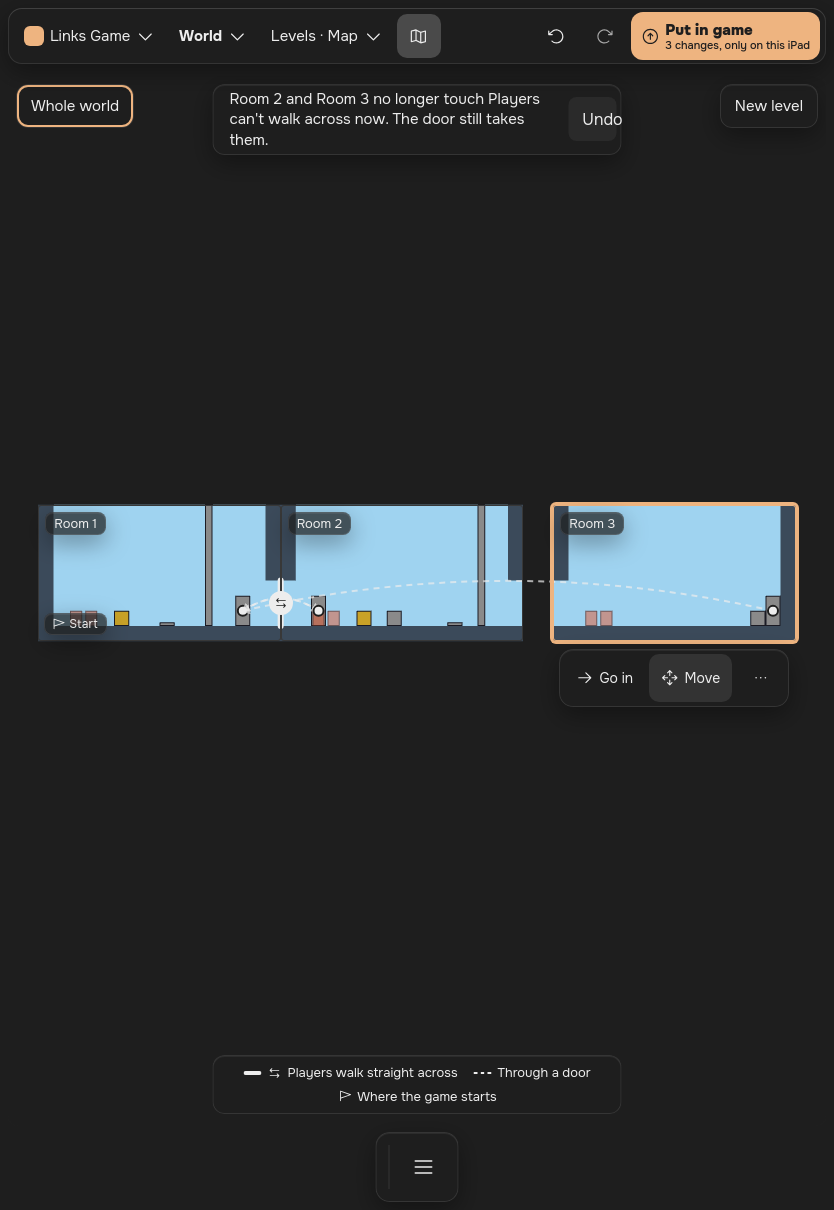 Links Game
World
Levels · Map
Put in game
3 changes, only on this iPad
Whole world
Room 2 and Room 3 no longer touch Players
can't walk across now. The door still takes
them.
Undo
New level
Room 1
Room 2
Room 3
Start
Go in
Move
···
Players walk straight across
Through a door
Where the game starts